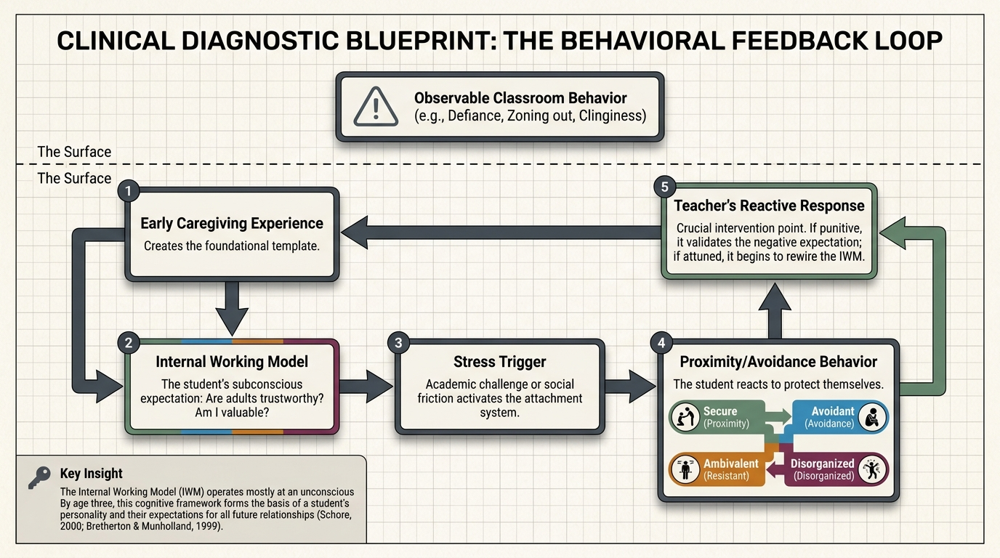 CLINICAL DIAGNOSTIC BLUEPRINT: THE BEHAVIORAL FEEDBACK LOOP
Observable Classroom Behavior
(e.g., Defiance, Zoning out, Clinginess)
The Surface
The Surface
1
Early Caregiving Experience
Creates the foundational template.
5
Teacher's Reactive Response
Crucial intervention point. If punitive,
it validates the negative expectation;
if attuned, it begins to rewire the IWM.
2
Internal Working Model
The student's subconscious
expectation: Are adults trustworthy?
Am I valuable?
3
Stress Trigger
Academic challenge or social
friction activates the attachment
system.
4
Proximity/Avoidance Behavior
The student reacts to protect themselves.
Secure
(Proximity)
Avoidant
(Avoidance)
Ambivalent
(Resistant)
Disorganized
(Disorganized)
Key Insight
The Internal Working Model (IWM) operates mostly at an unconscious
By age three, this cognitive framework forms the basis of a student's
personality and their expectations for all future relationships (Schore,
2000; Bretherton & Munholland, 1999).